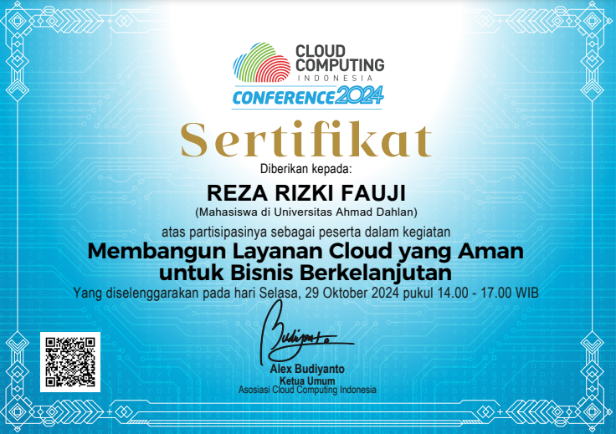 CLOUD
COMPUTING
INDONESIA
CONFERENCE 2024
Sertifikat
Diberikan kepada:
REZA RIZKI FAUJI
(Mahasiswa di Universitas Ahmad Dahlan)
atas partisipasinya sebagai peserta dalam kegiatan
Membangun Layanan Cloud yang Aman
untuk Bisnis Berkelanjutan
Yang diselenggarakan pada hari Selasa, 29 Oktober 2024 pukul 14.00 - 17.00 WIB
Alex Budiyanto
Ketua Umum
Asosiasi Cloud Computing Indonesia